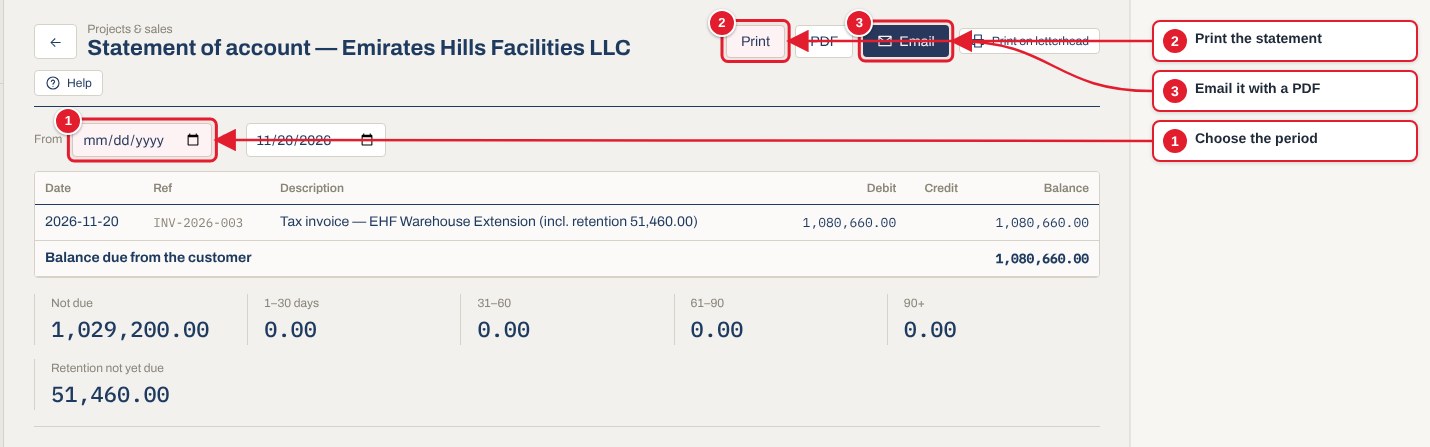 Projects & sales
← Statement of account — Emirates Hills Facilities LLC
2 Print PDF 3 Email Print on letterhead
Help
1 From mm/dd/yyyy 11/20/2026
Date Ref Description Debit Credit Balance
2026-11-20 INV-2026-003 Tax invoice — EHF Warehouse Extension (incl. retention 51,460.00) 1,080,660.00 1,080,660.00
Balance due from the customer 1,080,660.00
Not due 1–30 days 31–60 61–90 90+
1,029,200.00 0.00 0.00 0.00 0.00
Retention not yet due
51,460.00
2 Print the statement
3 Email it with a PDF
1 Choose the period